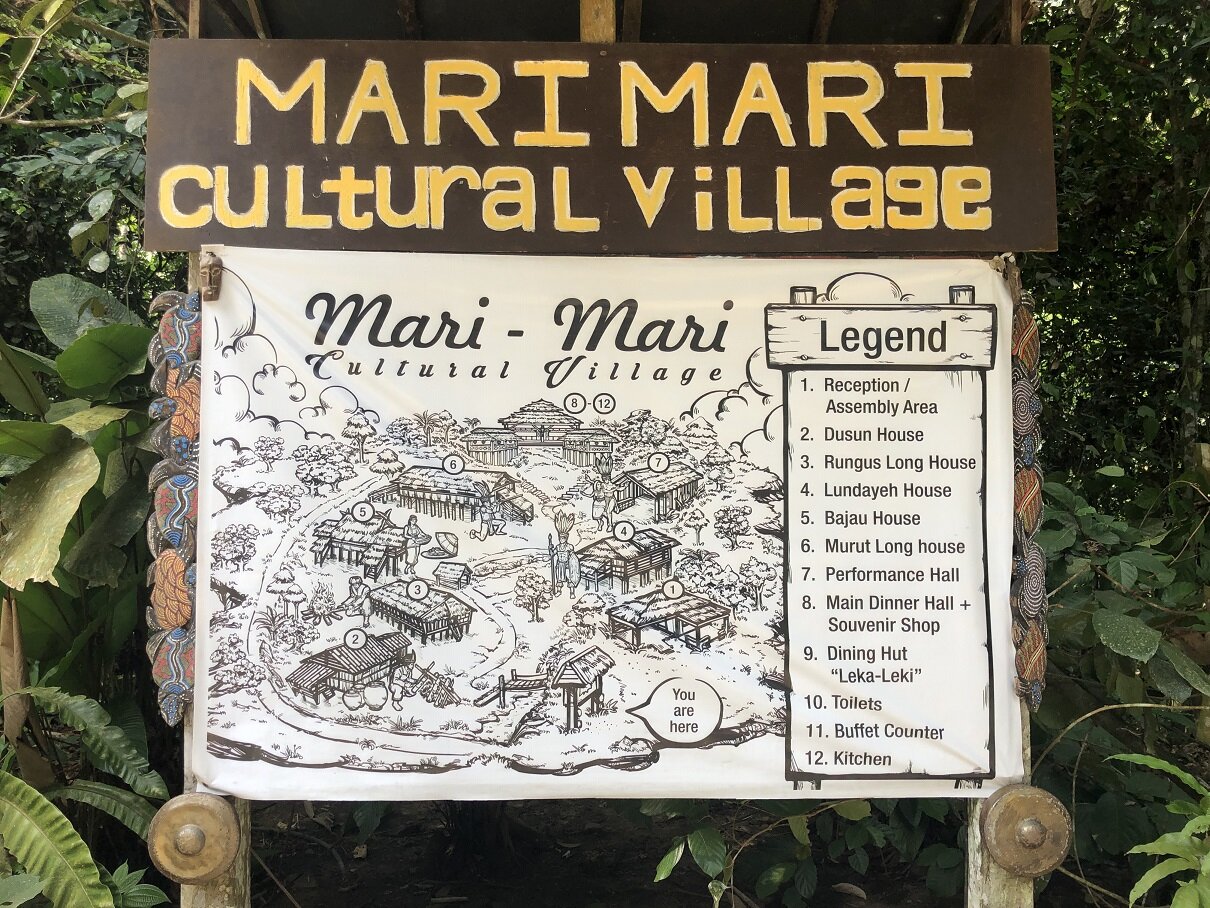 MARI MARI
cultural village
Mari - Mari
Cultural Village
8 - 12
6
7
5
4
3
1
2
You
are
here
Legend
1. Reception /
Assembly Area
2. Dusun House
3. Rungus Long House
4. Lundayeh House
5. Bajau House
6. Murut Long house
7. Performance Hall
8. Main Dinner Hall +
Souvenir Shop
9. Dining Hut
“Leka-Leki”
10. Toilets
11. Buffet Counter
12. Kitchen